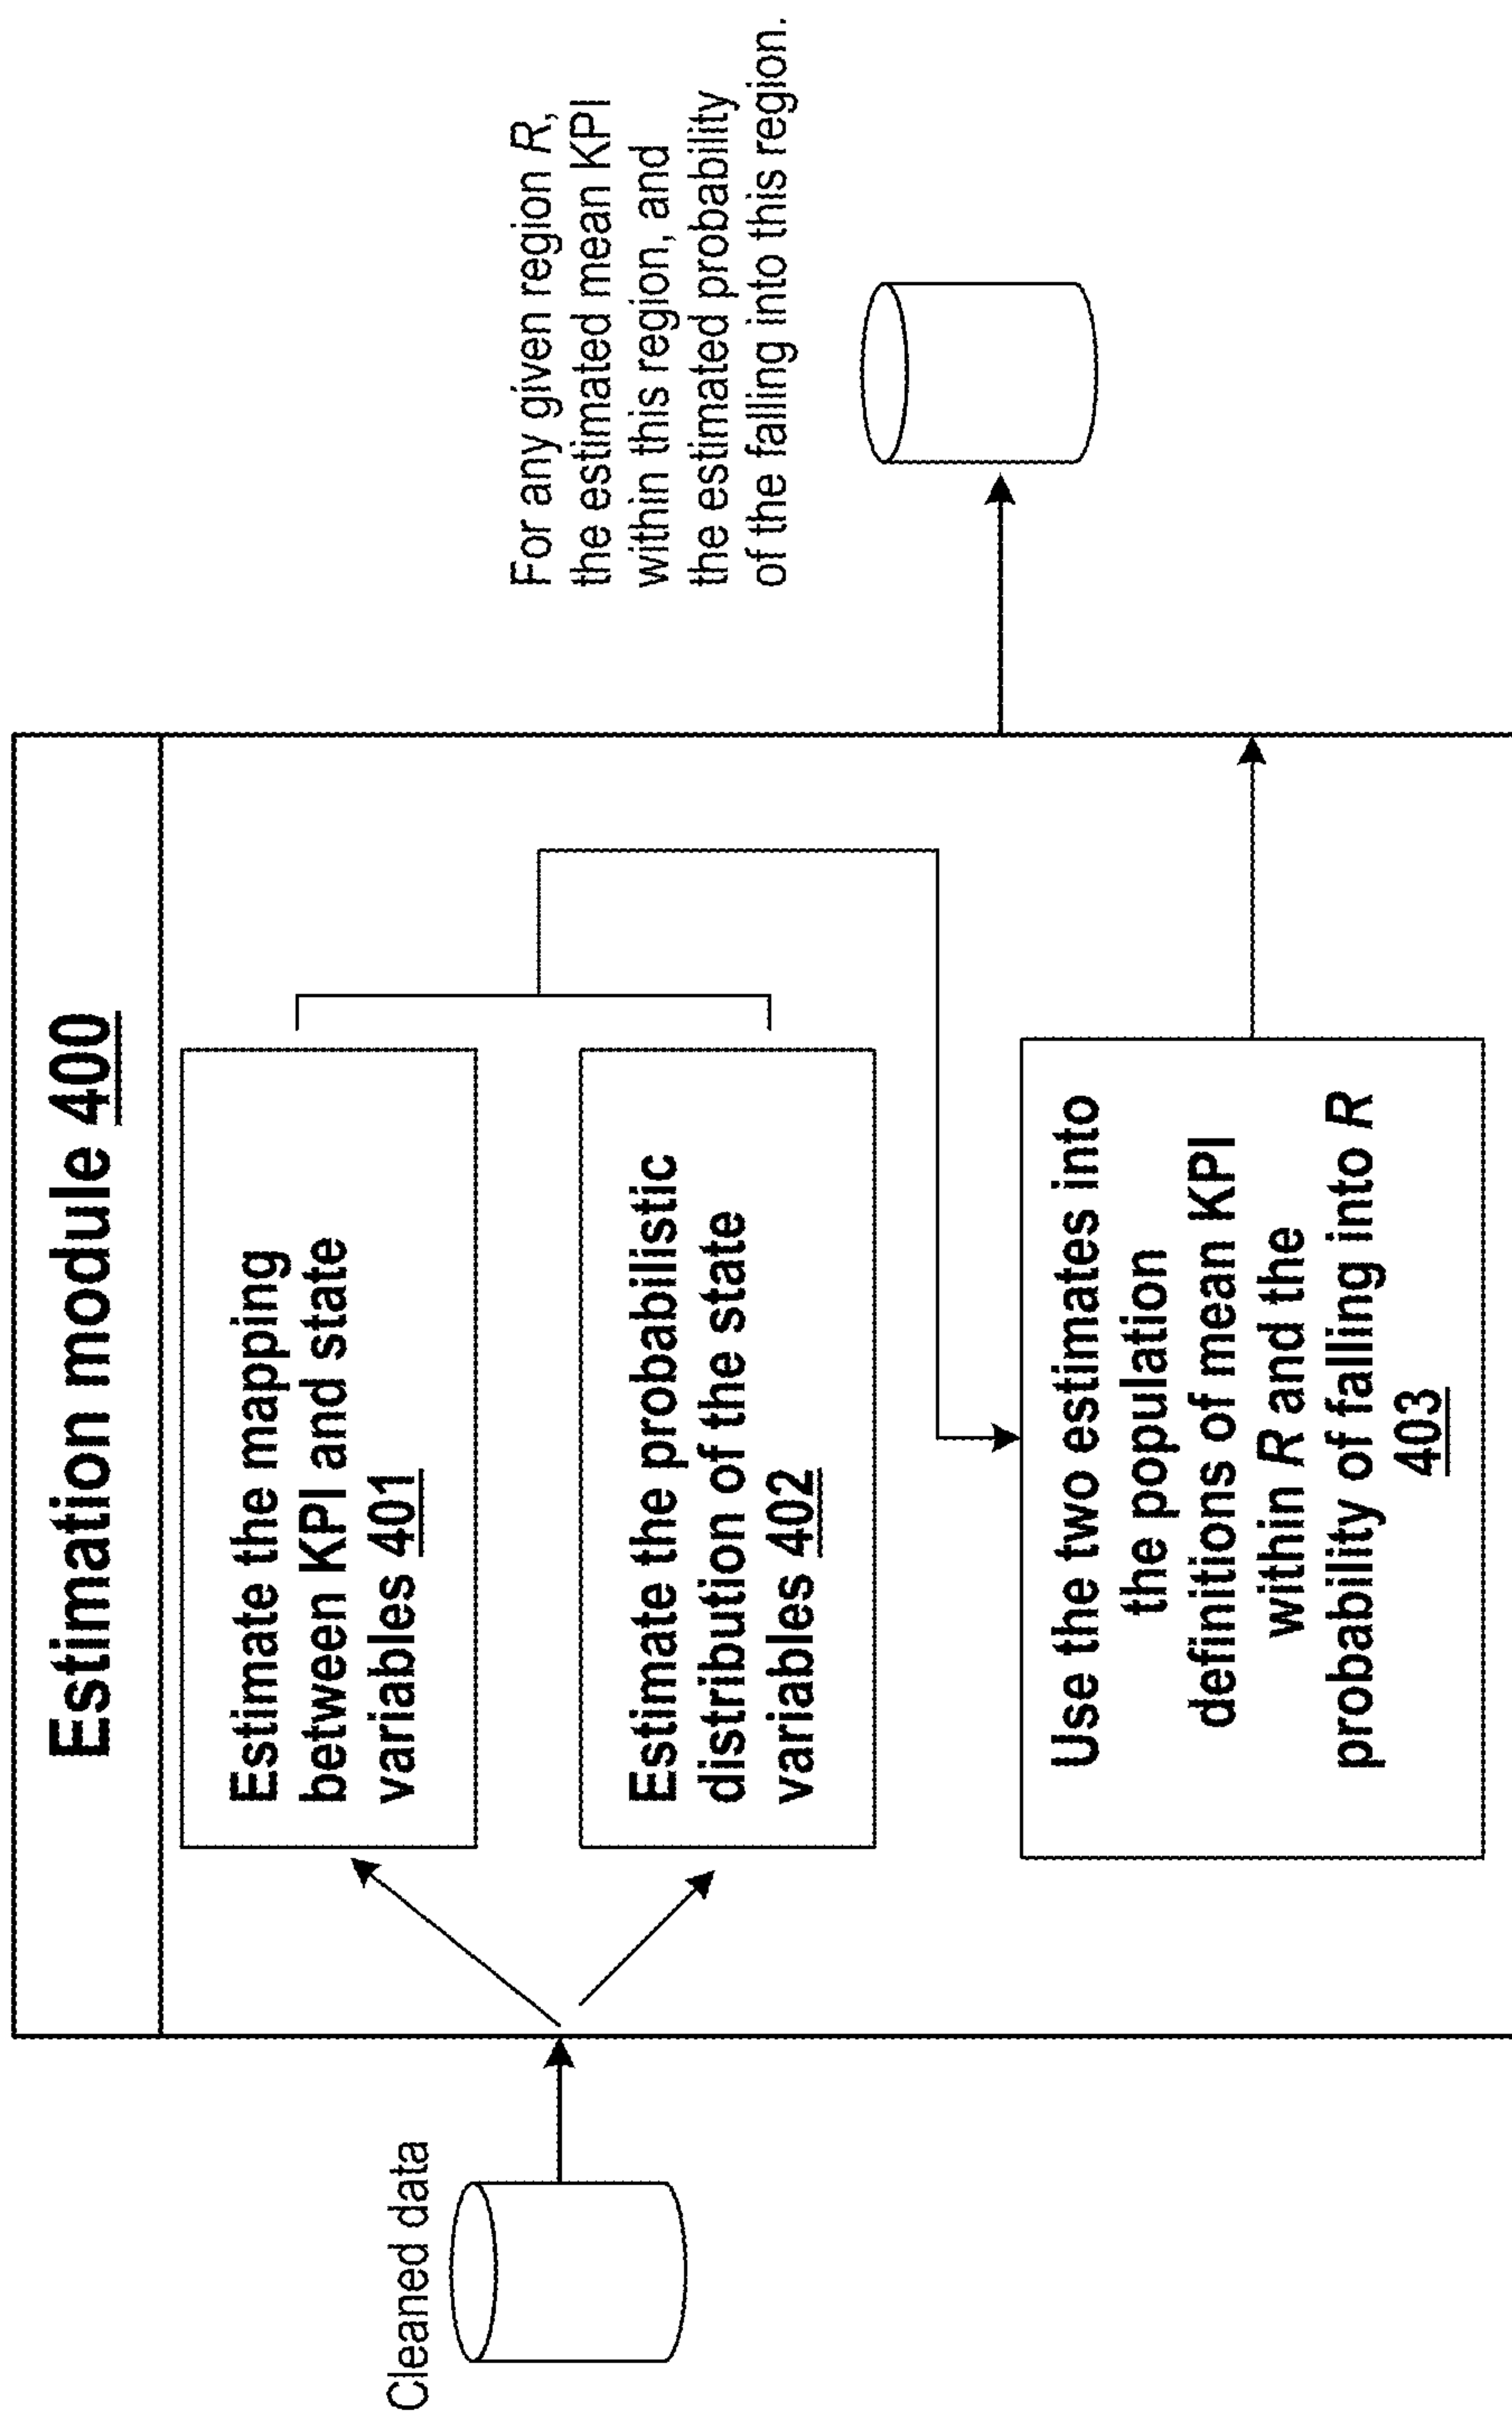 Estimation module 400
Cleaned data
Estimate the mapping
between KPI and state
variables 401
Estimate the probabilistic
distribution of the state
variables 402
Use the two estimates into
the population
definitions of mean KPI
within R and the
probability of falling into R
403
For any given region R,
the estimated mean KPI
within this region, and
the estimated probability
of the falling into this region.